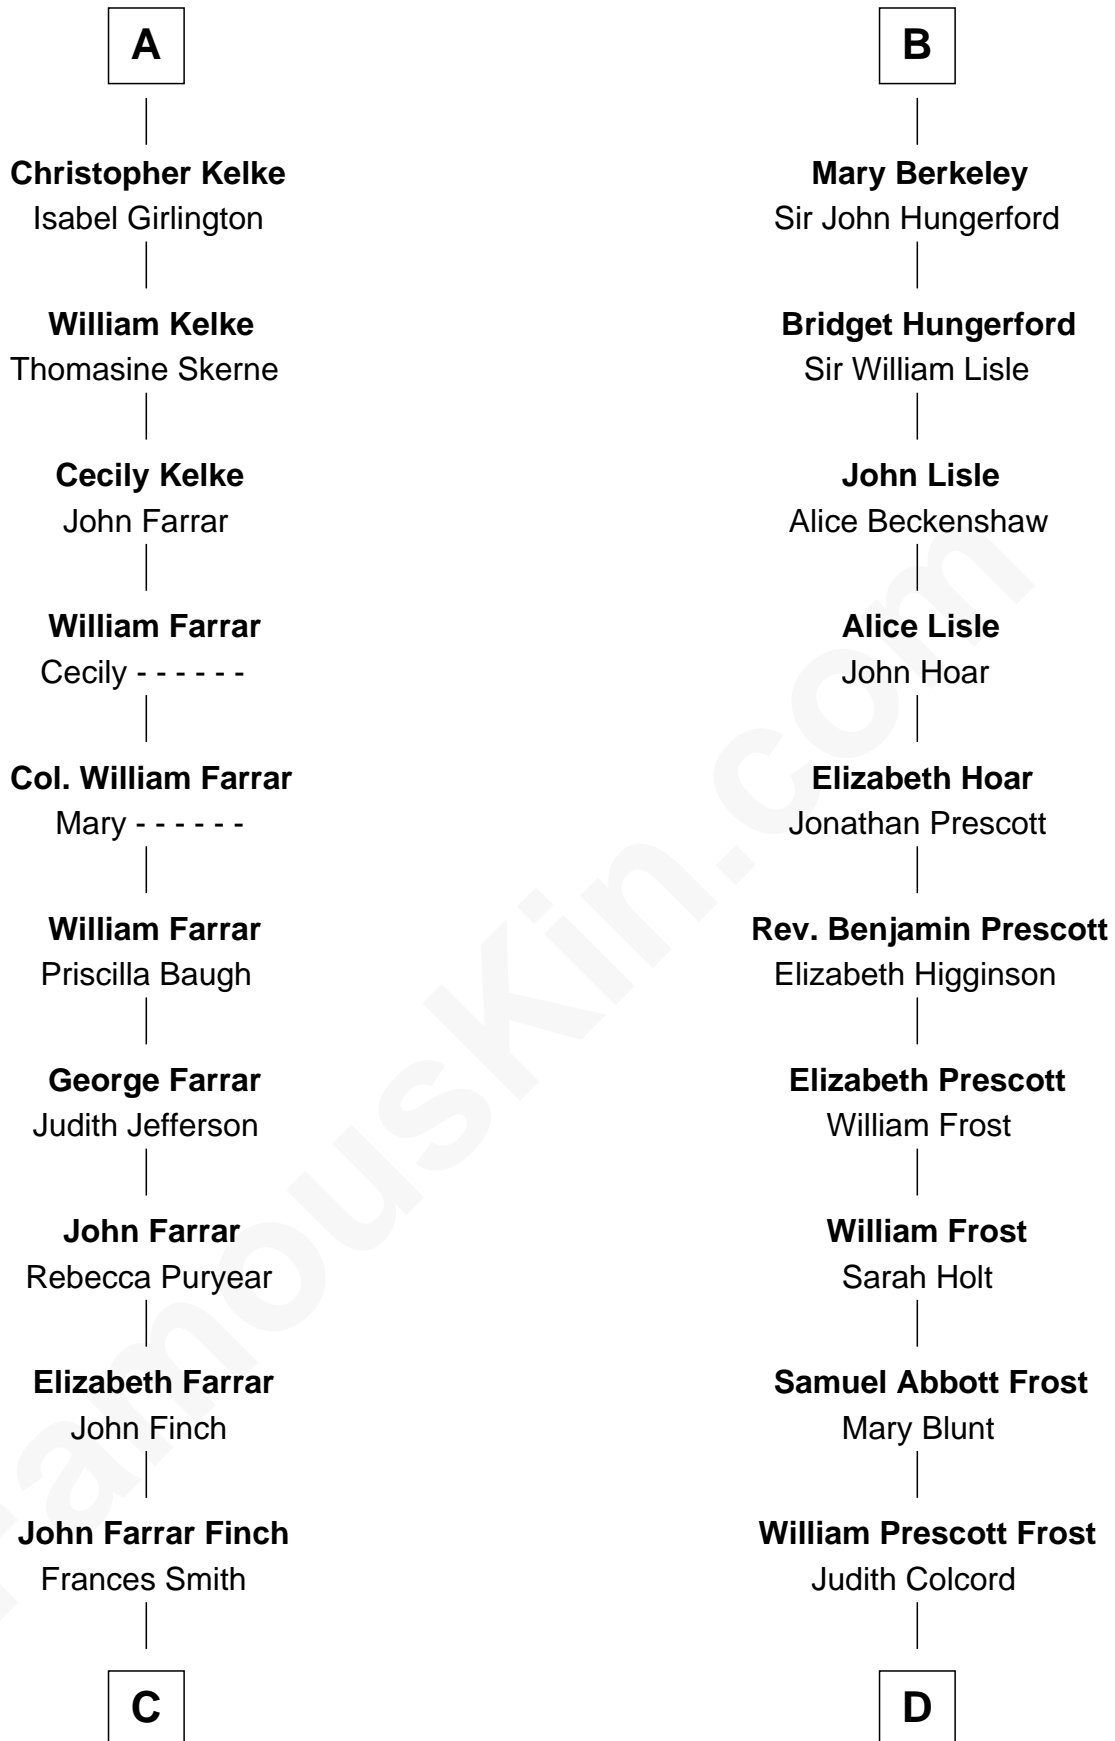 A
Christopher Kelke
Isabel Girlington
William Kelke
Thomasine Skerne
Cecily Kelke
John Farrar
William Farrar
Cecily - - - - - -
Col. William Farrar
Mary - - - - - -
William Farrar
Priscilla Baugh
George Farrar
Judith Jefferson
John Farrar
Rebecca Puryear
Elizabeth Farrar
John Finch
John Farrar Finch
Frances Smith
C
B
Mary Berkeley
Sir John Hungerford
Bridget Hungerford
Sir William Lisle
John Lisle
Alice Beckenshaw
Alice Lisle
John Hoar
Elizabeth Hoar
Jonathan Prescott
Rev. Benjamin Prescott
Elizabeth Higginson
Elizabeth Prescott
William Frost
William Frost
Sarah Holt
Samuel Abbott Frost
Mary Blunt
William Prescott Frost
Judith Colcord
D
FamousKin.com